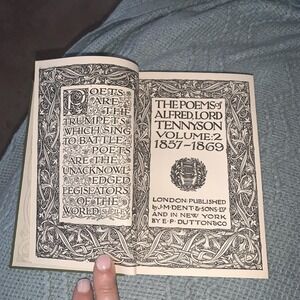 POETS
ARE THE
TRUMPETS
WHICH SING
TO BATTLE
POETS
ARE THE
UNACKNOWL
EDGED
LEGISLATORS
OF THE
WORLD
THE POEMS of
ALFRED, LORD
TENNYSON
VOLUME: 2
1857-1869
LONDON: PUBLISHED
by J.M. DENT & SONS LTD
AND IN NEW YORK
BY E.P. DUTTON & CO